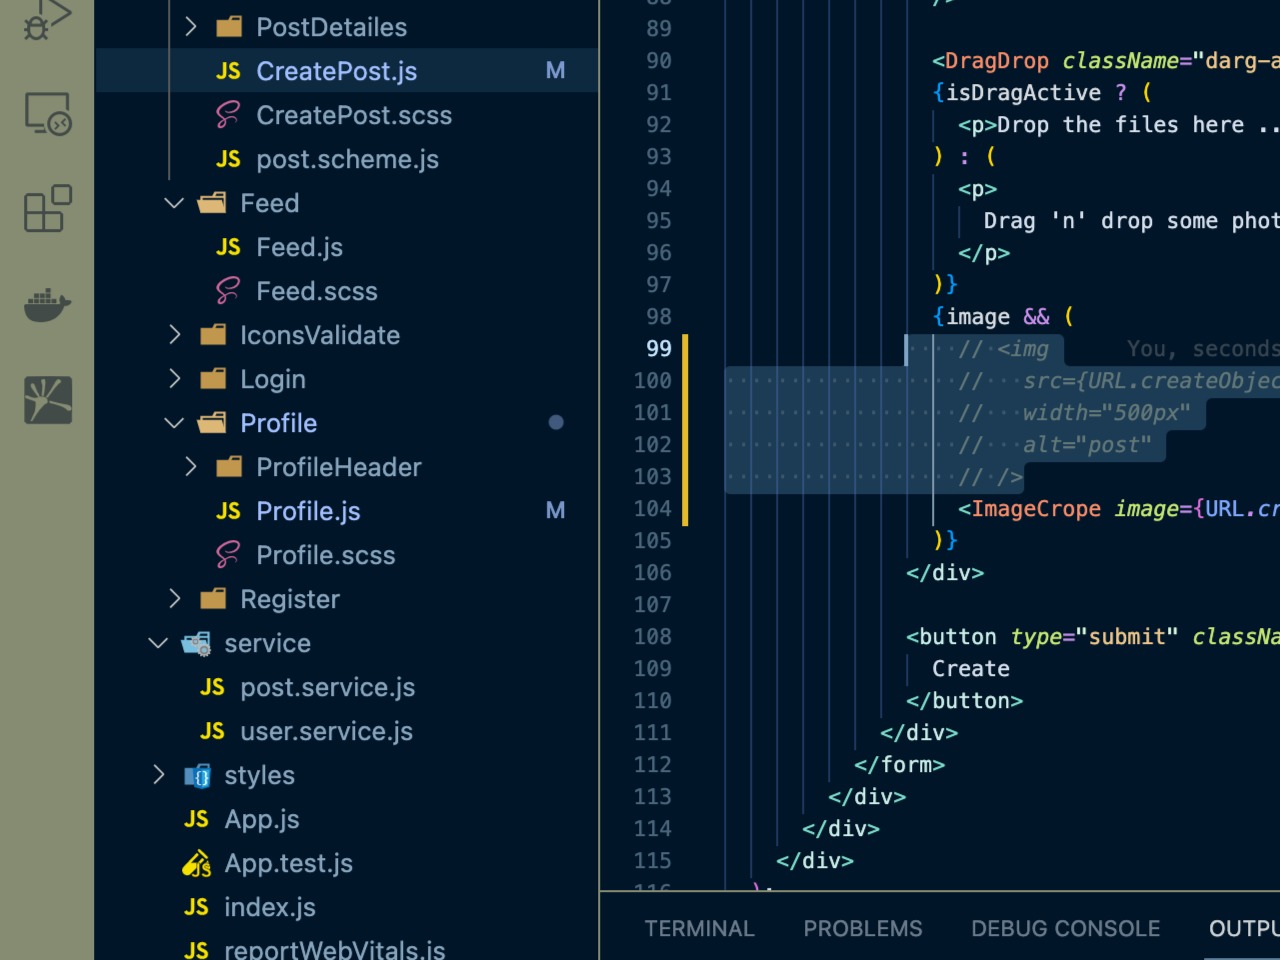 PostDetailes
JS CreatePost.js M
CreatePost.scss
JS post.scheme.js
Feed
JS Feed.js
Feed.scss
IconsValidate
Login
Profile
ProfileHeader
JS Profile.js M
Profile.scss
Register
service
JS post.service.js
JS user.service.js
styles
JS App.js
JS App.test.js
JS index.js
JS reportWebVitals.js
89
90 <DragDrop className="darg-a
91 {isDragActive ? (
92 <p>Drop the files here ..
93 ) : (
94 <p>
95 Drag 'n' drop some phot
96 </p>
97 )}
98 {image && (
99 // <img You, seconds
100 // src={URL.createObjec
101 // width="500px"
102 // alt="post"
103 // />
104 <ImageCrope image={URL.cr
105 )}
106 </div>
107
108 <button type="submit" classNa
109 Create
110 </button>
111 </div>
112 </form>
113 </div>
114 </div>
115 </div>
116 );
TERMINAL PROBLEMS DEBUG CONSOLE OUTPU